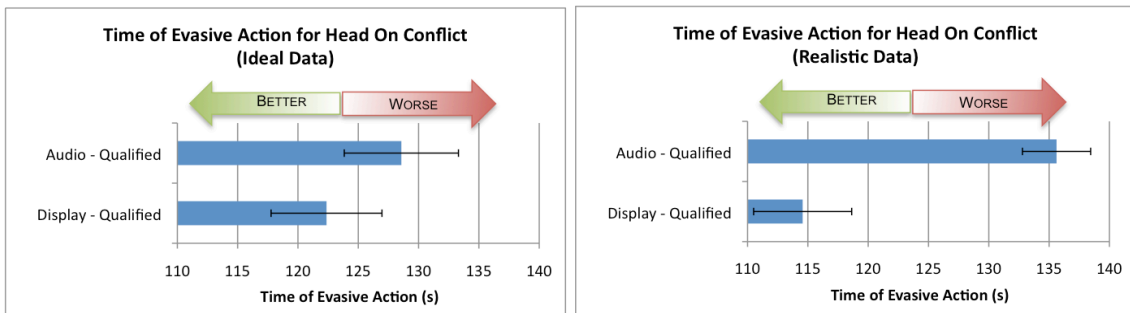 Time of Evasive Action for Head On Conflict
(Ideal Data)
BETTER
WORSE
Audio - Qualified
Display - Qualified
110 115 120 125 130 135 140
Time of Evasive Action (s)
Time of Evasive Action for Head On Conflict
(Realistic Data)
BETTER
WORSE
Audio - Qualified
Display - Qualified
110 115 120 125 130 135 140
Time of Evasive Action (s)